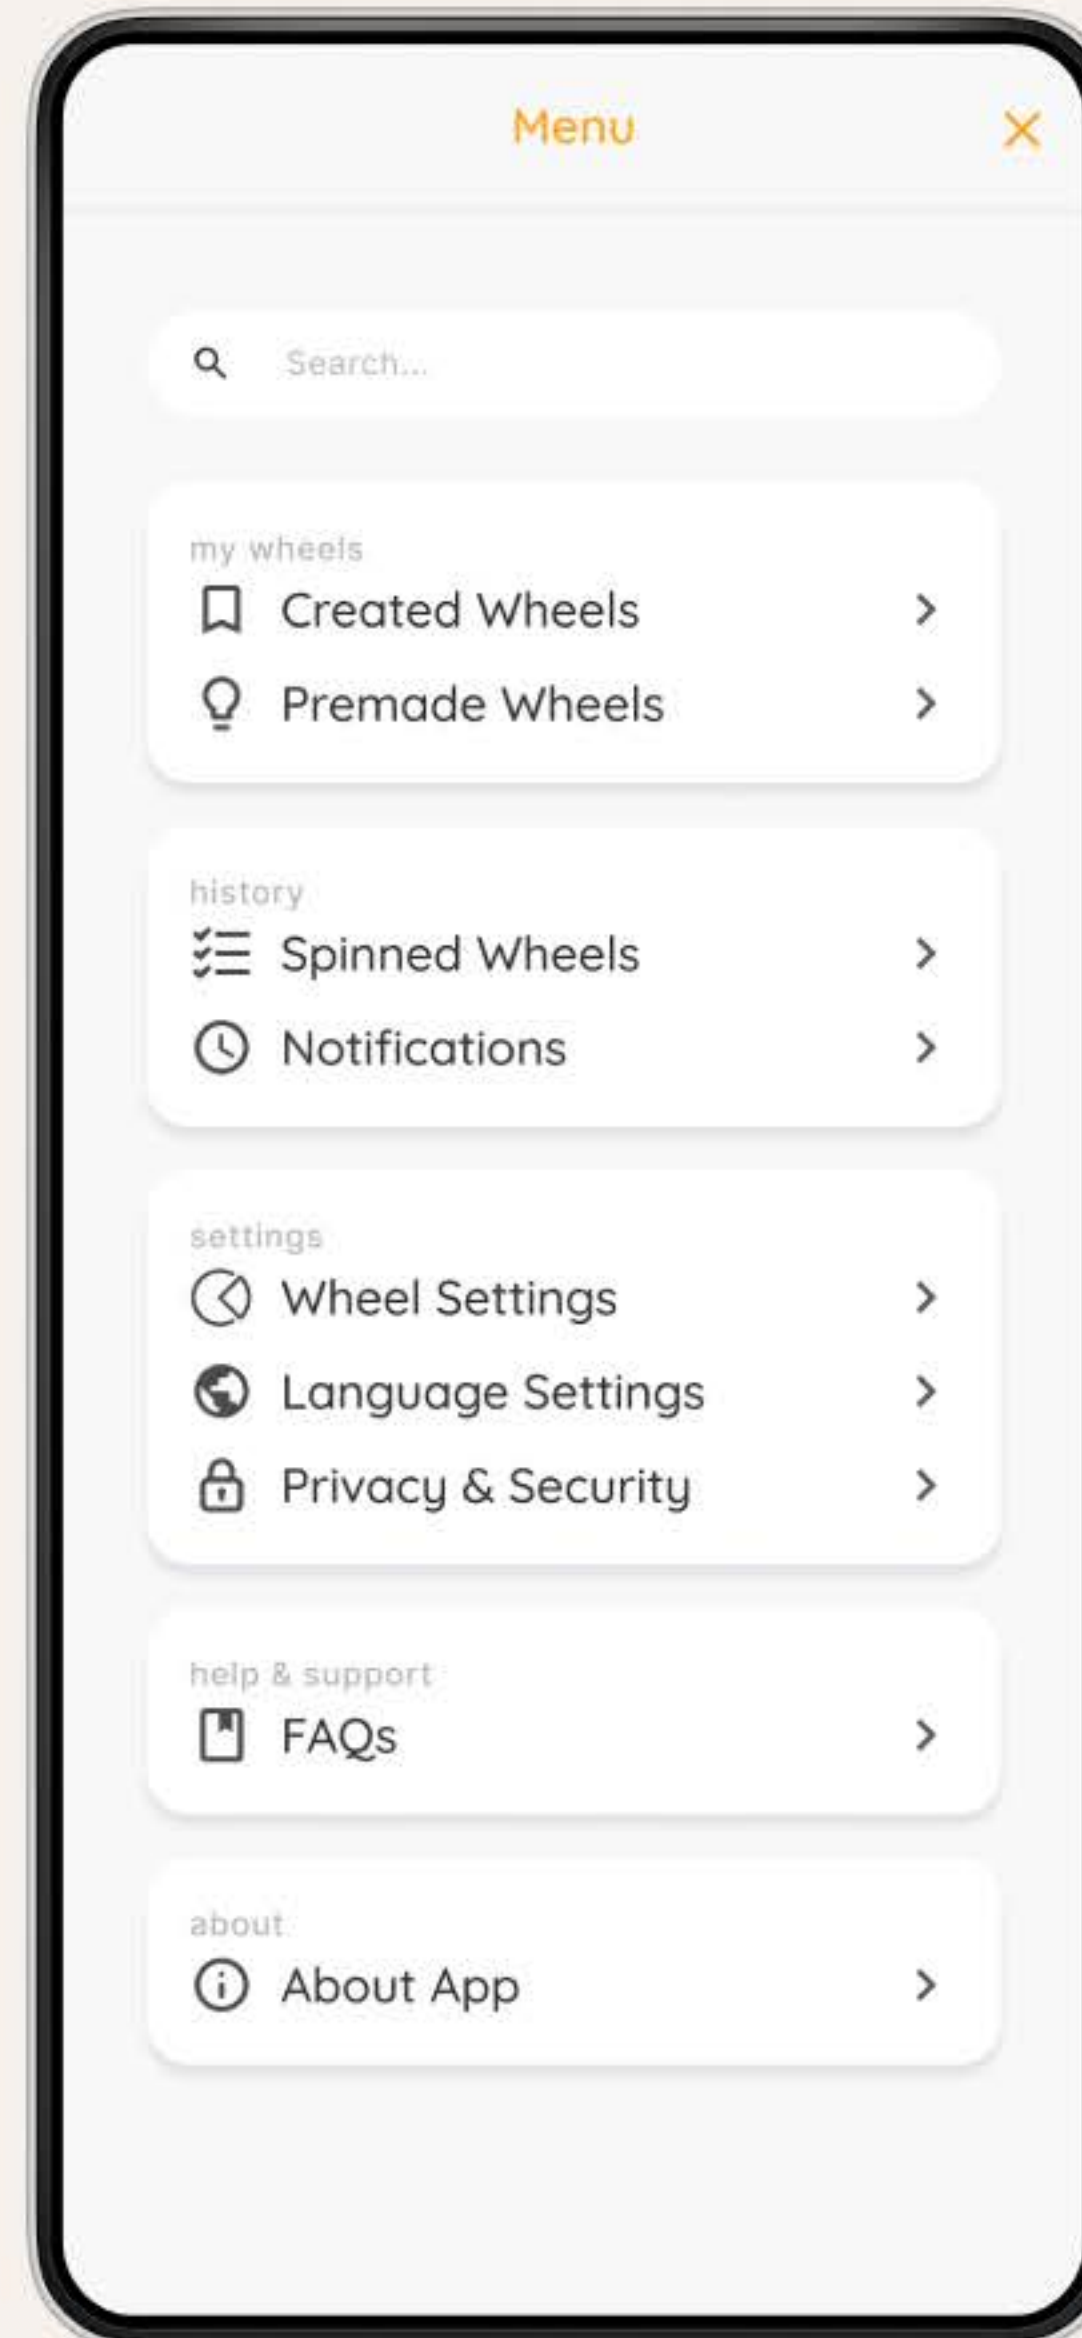 Menu
Search...
my wheels
Created Wheels
Premade Wheels
history
Spinned Wheels
Notifications
settings
Wheel Settings
Language Settings
Privacy & Security
help & support
FAQs
about
About App